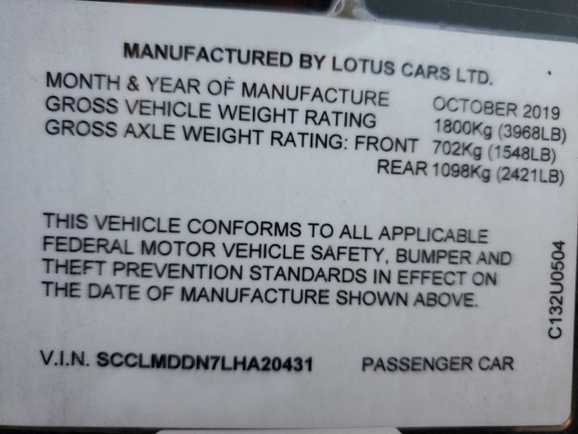 MANUFACTURED BY LOTUS CARS LTD.
MONTH & YEAR OF MANUFACTURE OCTOBER 2019
GROSS VEHICLE WEIGHT RATING 1800Kg (3968LB)
GROSS AXLE WEIGHT RATING: FRONT 702Kg (1548LB)
REAR 1098Kg (2421LB)
THIS VEHICLE CONFORMS TO ALL APPLICABLE
FEDERAL MOTOR VEHICLE SAFETY, BUMPER AND
THEFT PREVENTION STANDARDS IN EFFECT ON
THE DATE OF MANUFACTURE SHOWN ABOVE.
V.I.N. SCCLMDDN7LHA20431 PASSENGER CAR
C132U0504